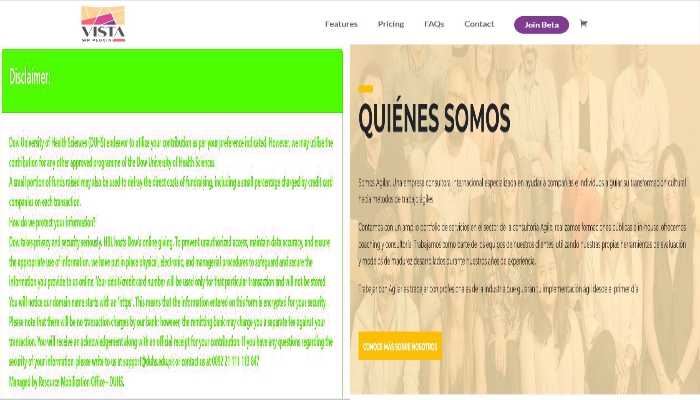 VISTA
WP PLUGIN
Features
Pricing
FAQs
Contact
Join Beta
Disclaimer:
Dow University of Health Sciences (DUHS) endeavor to utilize your contribution as per your preference indicated. However, we may utilise the
contribution for any other approved programme of the Dow University of Health Sciences.
A small portion of funds raised may also be used to defray the direct costs of fundraising, including a small percentage charged by credit card
companies on each transaction.
How do we protect your information?
Dow takes privacy and security seriously. HBL hosts Dow's online giving. To prevent unauthorized access, maintain data accuracy, and ensure
the appropriate use of information, we have put in place physical, electronic, and managerial procedures to safeguard and secure the
information you provide to us online. Your debit/credit card number will be used only for that particular transaction and will not be stored.
You will notice our domain name starts with as "https". This means that the information entered on this form is encrypted for your security.
Please note that there will be no transaction charges by our bank; however, the remitting bank may charge you a separate fee against your
transaction. You will receive an acknowledgement along with an official receipt for your contribution. If you have any questions regarding the
security of your information, please write to us at support@duhs.edu.pk or contact us at 0092 21 111 113 847
Managed by Resource Mobilization Office – DUHS.
QUIÉNES SOMOS
Somos Agilar. Una empresa consultora internacional especializada en ayudar a compañías e individuos a guiar su transformación cultural
hacia métodos de trabajo ágiles.
Contamos con un amplio portfolio de servicios en el sector de la consultoría Agile: realizamos formaciones públicas e in-house, ofrecemos
coaching y consultoría. Trabajamos como parte de los equipos de nuestros clientes, utilizando nuestras propias herramientas de evaluación
y modelos de madurez desarrollados durante nuestros años de experiencia.
Trabajar con Agilar es trabajar con profesionales de la industria que guiarán tu implementación ágil desde el primer día.
CONOCE MÁS SOBRE NOSOTROS